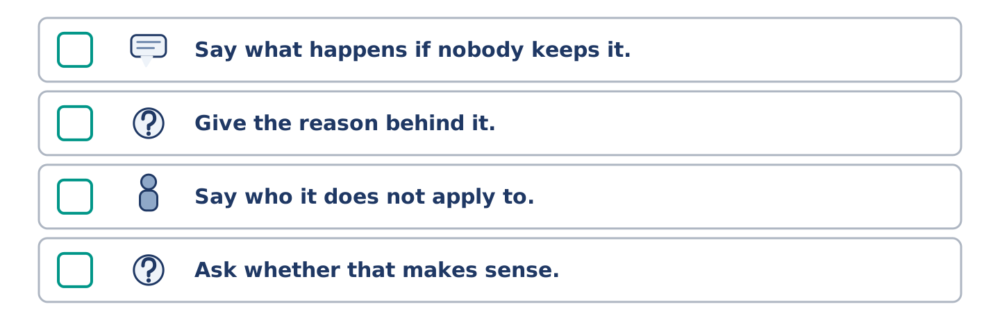 Say what happens if nobody keeps it.
Give the reason behind it.
Say who it does not apply to.
Ask whether that makes sense.